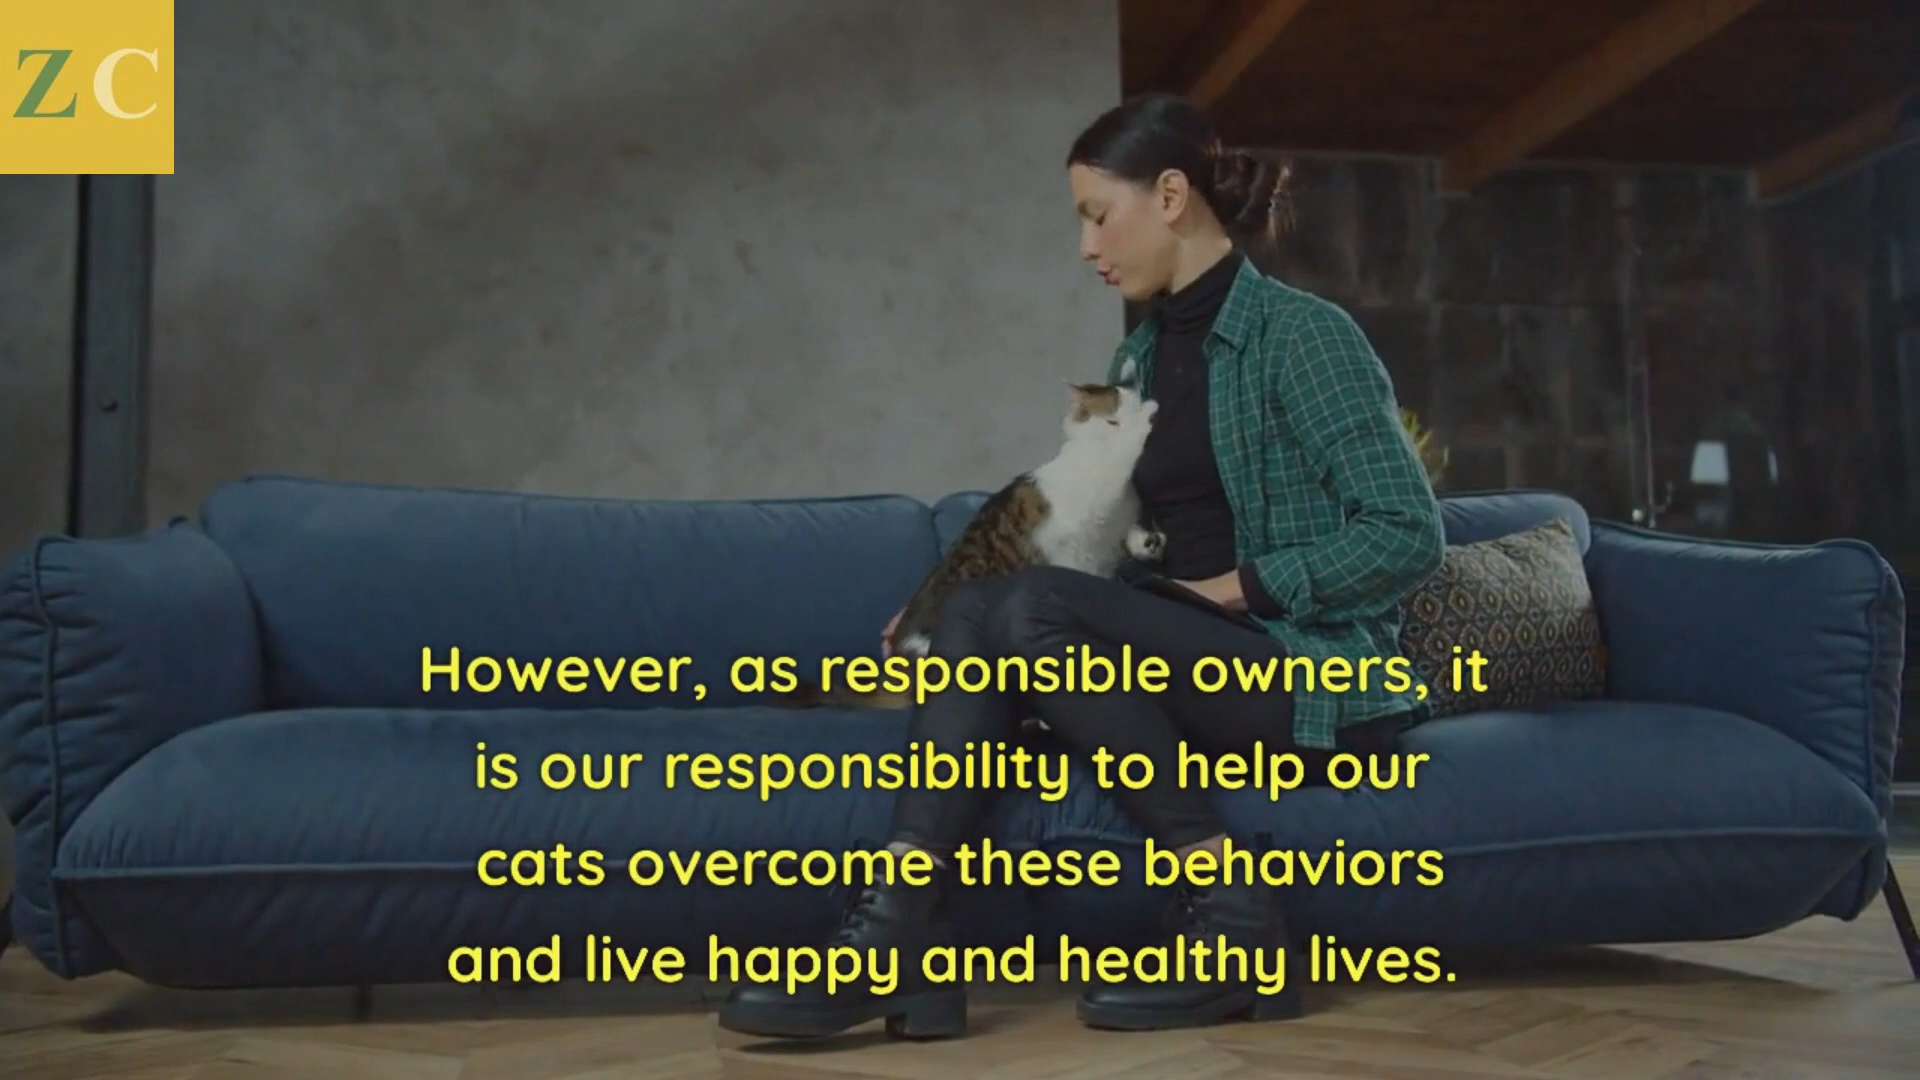 Z C
However, as responsible owners, it
is our responsibility to help our
cats overcome these behaviors
and live happy and healthy lives.